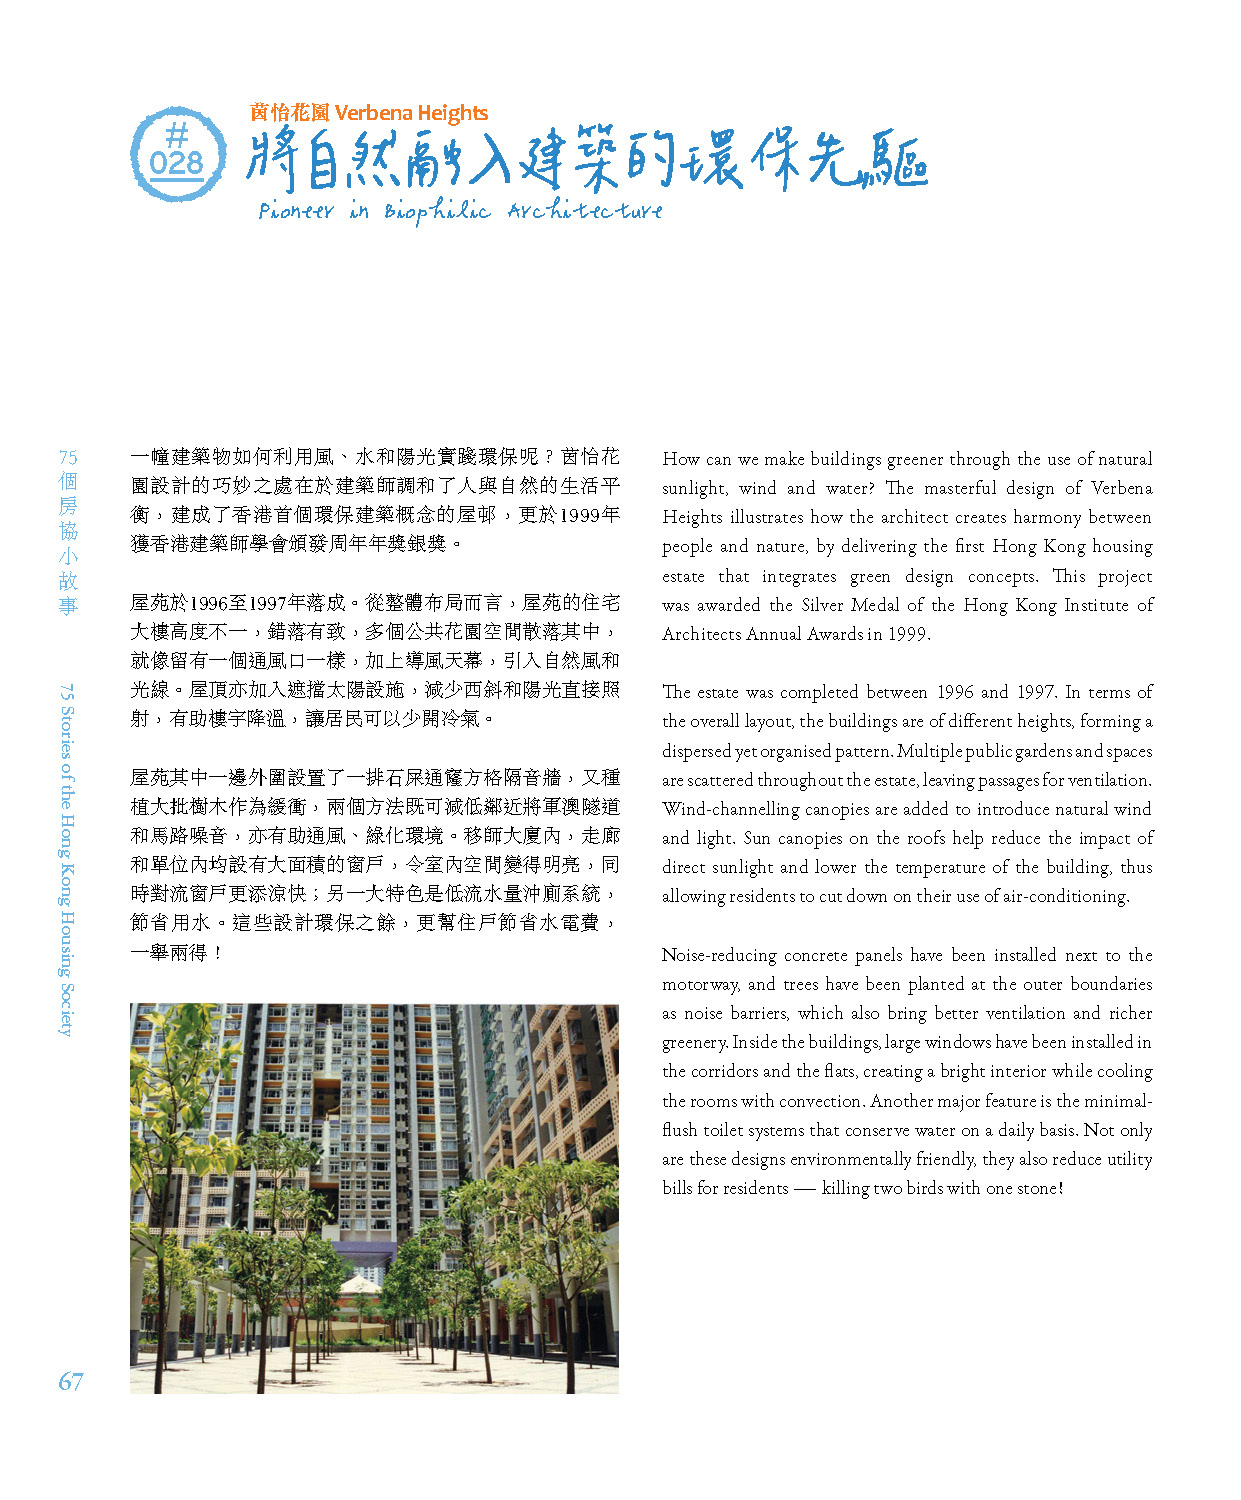 #
028
茵怡花園 Verbena Heights
將自然融入建築的環保先驅
Pioneer in Biophilic Architecture
75個房協小故事
75 Stories of the Hong Kong Housing Society
一幢建築物如何利用風、水和陽光實踐環保呢？茵怡花
園設計的巧妙之處在於建築師調和了人與自然的生活平
衡，建成了香港首個環保建築概念的屋邨，更於1999年
獲香港建築師學會頒發周年年獎銀獎。
屋苑於1996至1997年落成。從整體布局而言，屋苑的住宅
大樓高度不一，錯落有致，多個公共花園空間散落其中，
就像留有一個通風口一樣，加上導風天幕，引入自然風和
光線。屋頂亦加入遮擋太陽設施，減少西斜和陽光直接照
射，有助樓宇降溫，讓居民可以少開冷氣。
屋苑其中一邊外圍設置了一排石屎通窿方格隔音牆，又種
植大批樹木作為緩衝，兩個方法既可減低鄰近將軍澳隧道
和馬路噪音，亦有助通風、綠化環境。移師大廈內，走廊
和單位內均設有大面積的窗戶，令室內空間變得明亮，同
時對流窗戶更添涼快；另一大特色是低流水量沖廁系統，
節省用水。這些設計環保之餘，更幫住戶節省水電費，
一舉兩得！
How can we make buildings greener through the use of natural
sunlight, wind and water? The masterful design of Verbena
Heights illustrates how the architect creates harmony between
people and nature, by delivering the first Hong Kong housing
estate that integrates green design concepts. This project
was awarded the Silver Medal of the Hong Kong Institute of
Architects Annual Awards in 1999.
The estate was completed between 1996 and 1997. In terms of
the overall layout, the buildings are of different heights, forming a
dispersed yet organised pattern. Multiple public gardens and spaces
are scattered throughout the estate, leaving passages for ventilation.
Wind-channelling canopies are added to introduce natural wind
and light. Sun canopies on the roofs help reduce the impact of
direct sunlight and lower the temperature of the building, thus
allowing residents to cut down on their use of air-conditioning.
Noise-reducing concrete panels have been installed next to the
motorway, and trees have been planted at the outer boundaries
as noise barriers, which also bring better ventilation and richer
greenery. Inside the buildings, large windows have been installed in
the corridors and the flats, creating a bright interior while cooling
the rooms with convection. Another major feature is the minimal-
flush toilet systems that conserve water on a daily basis. Not only
are these designs environmentally friendly, they also reduce utility
bills for residents — killing two birds with one stone!
67